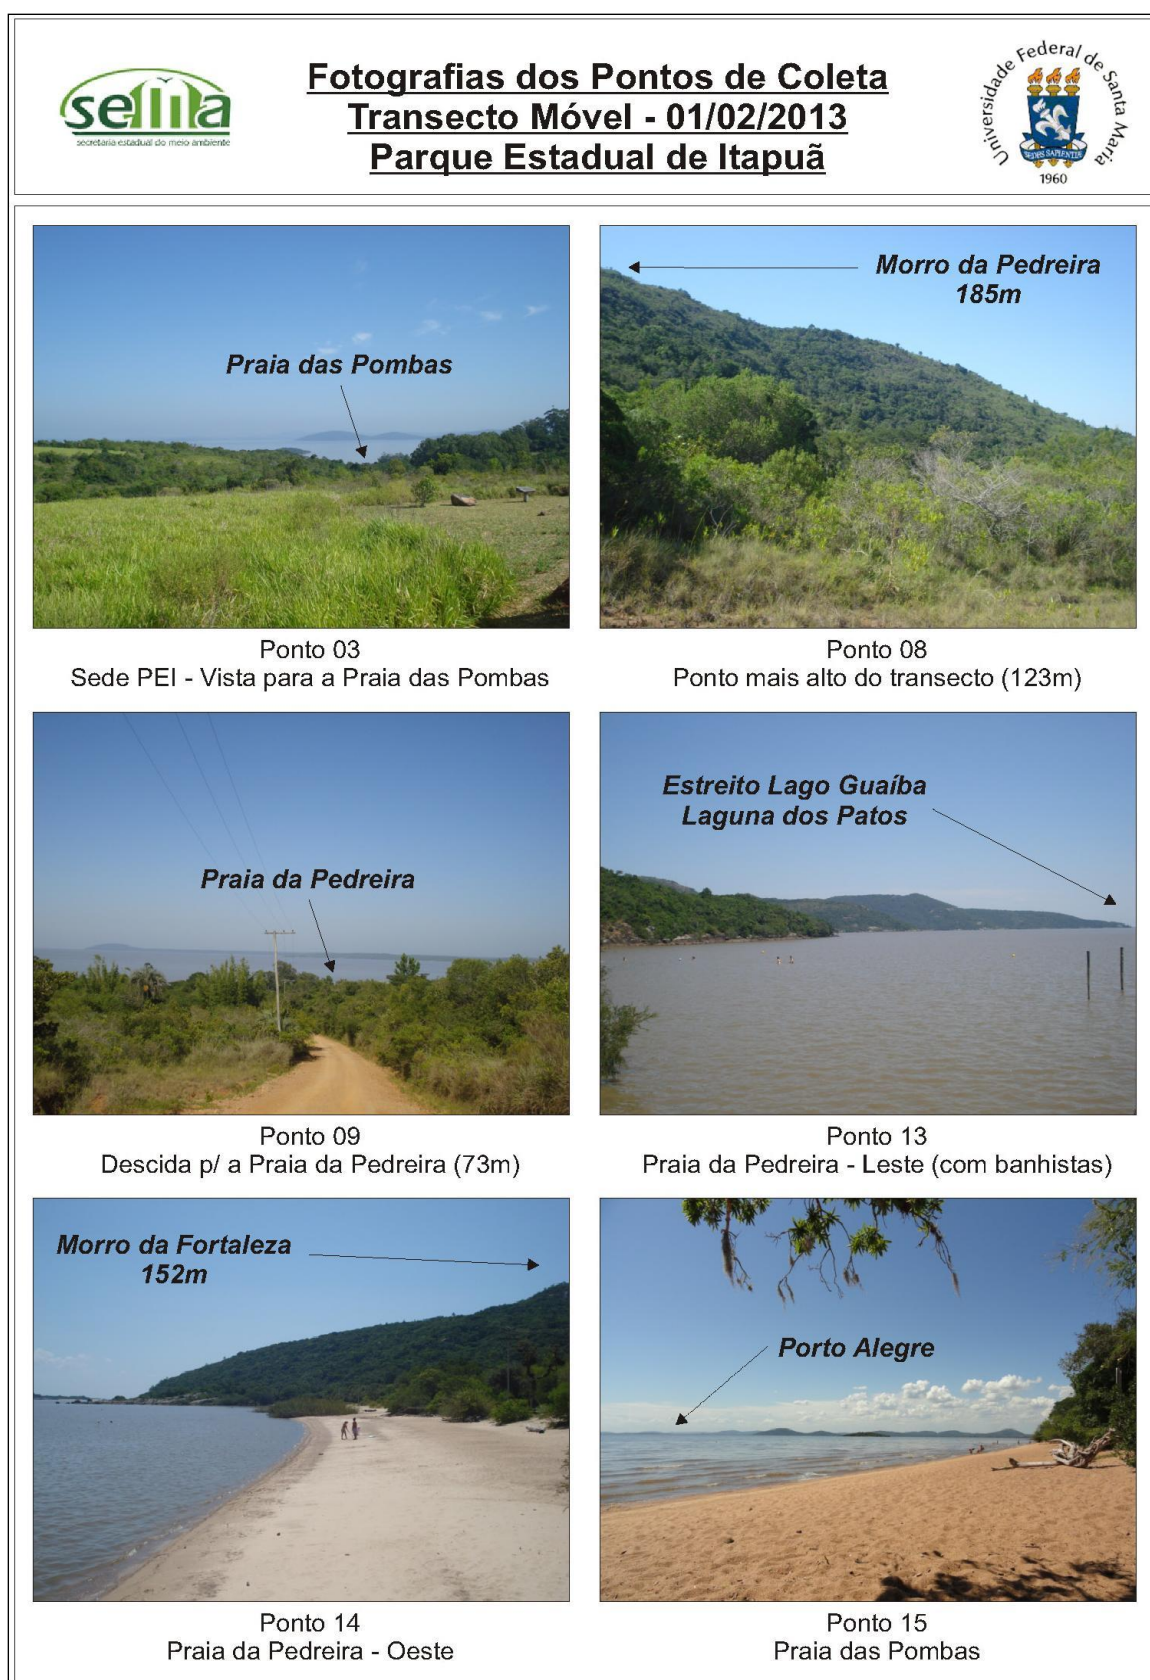 sema
secretaria estadual do meio ambiente
Fotografias dos Pontos de Coleta
Transecto Móvel - 01/02/2013
Parque Estadual de Itapuã
Universidade Federal de Santa Maria
SEDES SAPIENTIAE
1960
Praia das Pombas
Ponto 03
Sede PEI - Vista para a Praia das Pombas
Morro da Pedreira
185m
Ponto 08
Ponto mais alto do transecto (123m)
Praia da Pedreira
Ponto 09
Descida p/ a Praia da Pedreira (73m)
Estreito Lago Guaíba
Laguna dos Patos
Ponto 13
Praia da Pedreira - Leste (com banhistas)
Morro da Fortaleza
152m
Ponto 14
Praia da Pedreira - Oeste
Porto Alegre
Ponto 15
Praia das Pombas